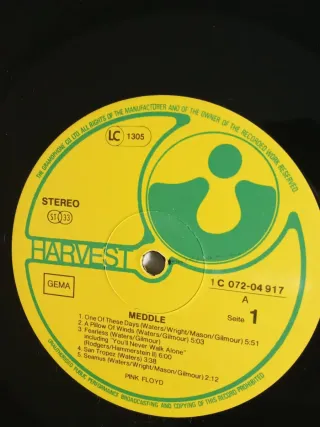 THE GRAMOPHONE CO LTD. ALL RIGHTS OF THE MANUFACTURER AND OF THE OWNER OF THE RECORDED WORK RESERVED.
LC 1305
STEREO
ST 33
HARVEST
GEMA
1 C 072-04 917
A
Seite 1
MEDDLE
1. One Of These Days (Waters/Wright/Mason/Gilmour) 5:51
2. A Pillow Of Winds (Waters/Gilmour) 5:03
3. Fearless (Waters/Gilmour)
including "You'll Never Walk Alone"
(Rodgers/Hammerstein II) 6:00
4. San Tropez (Waters) 3:38
5. Seamus (Waters/Wright/Mason/Gilmour) 2:12
PINK FLOYD
UNAUTHORISED PUBLIC PERFORMANCE BROADCASTING AND COPYING OF THIS RECORD PROHIBITED